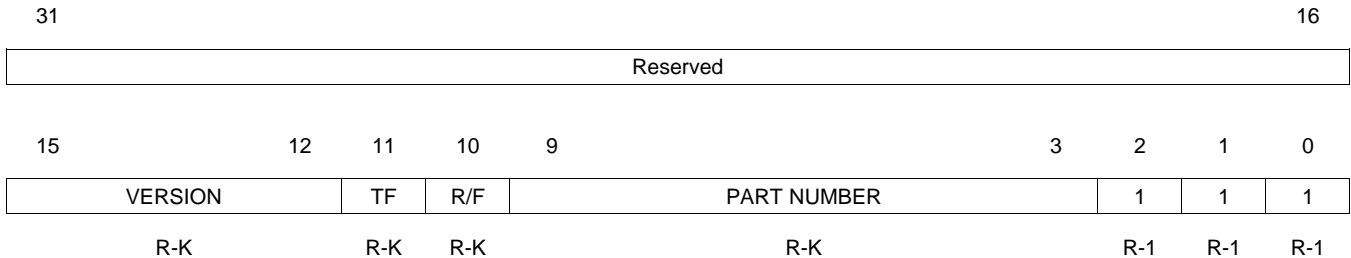 31 16
Reserved
15 12 11 10 9 3 2 1 0
VERSION TF R/F PART NUMBER 1 1 1
R-K R-K R-K R-K R-1 R-1 R-1